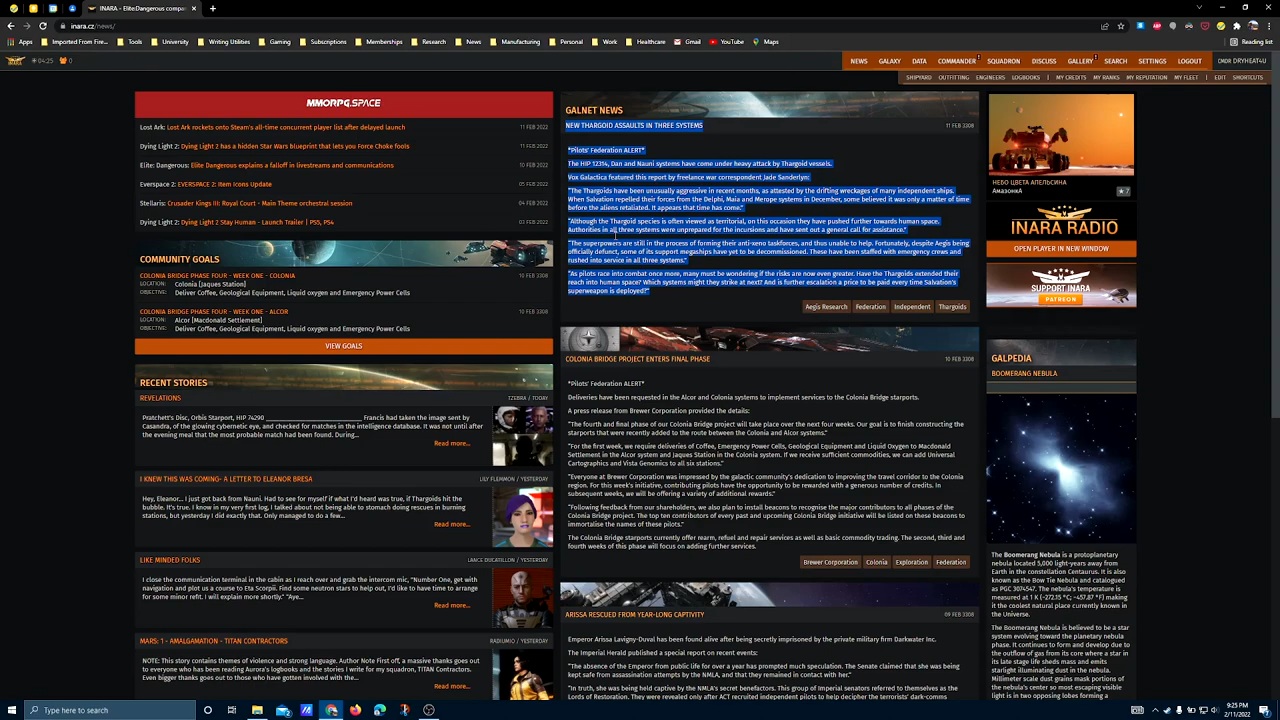 INARA - Elite:Dangerous compa
inara.cz/news/
Apps
Imported From Fire...
Tools
University
Writing Utilities
Gaming
Subscriptions
Memberships
Research
News
Manufacturing
Personal
Work
Healthcare
Gmail
YouTube
Maps
Reading list
04:25
0
NEWS
GALAXY
DATA
COMMANDER
SQUADRON
DISCUSS
GALLERY
SEARCH
SETTINGS
LOGOUT
CMDR DRYHEAT4U
SHIPYARD
OUTFITTING
ENGINEERS
LOGBOOKS
MY CREDITS
MY RANKS
MY REPUTATION
MY FLEET
EDIT
SHORTCUTS
MMORPG.SPACE
Lost Ark: Lost Ark rockets onto Steam's all-time concurrent player list after delayed launch
11 FEB 2022
Dying Light 2: Dying Light 2 has a hidden Star Wars blueprint that lets you Force Choke foes
11 FEB 2022
Elite: Dangerous: Elite Dangerous explains a falloff in livestreams and communications
10 FEB 2022
Everspace 2: EVERSPACE 2: Item Icons Update
05 FEB 2022
Stellaris: Crusader Kings III: Royal Court - Main Theme orchestral session
04 FEB 2022
Dying Light 2: Dying Light 2 Stay Human - Launch Trailer | PS5, PS4
03 FEB 2022
COMMUNITY GOALS
COLONIA BRIDGE PHASE FOUR - WEEK ONE - COLONIA
10 FEB 3308
LOCATION: Colonia [Jaques Station]
OBJECTIVE: Deliver Coffee, Geological Equipment, Liquid oxygen and Emergency Power Cells
COLONIA BRIDGE PHASE FOUR - WEEK ONE - ALCOR
10 FEB 3308
LOCATION: Alcor [Macdonald Settlement]
OBJECTIVE: Deliver Coffee, Geological Equipment, Liquid oxygen and Emergency Power Cells
VIEW GOALS
RECENT STORIES
REVELATIONS
TZEBRA / TODAY
Pratchett's Disc, Orbis Starport, HIP 74290 ______________________ Francis had taken the image sent by
Casandra, of the glowing cybernetic eye, and checked for matches in the intelligence database. It was not until after
the evening meal that the most probable match had been found. During...
Read more...
I KNEW THIS WAS COMING- A LETTER TO ELEANOR BRESA
LILY FLEMMON / YESTERDAY
Hey, Eleanor... I just got back from Nauni. Had to see for myself if what I'd heard was true, if Thargoids hit the
bubble. It's true. I know in my very first log, I talked about not being able to stomach doing rescues in burning
stations, but yesterday I did exactly that. Only managed to do a few...
Read more...
LIKE MINDED FOLKS
LANCE DUCATILLON / YESTERDAY
I close the communication terminal in the cabin as I reach over and grab the intercom mic, "Number One, get with
navigation and plot us a course to Eta Scorpii. Find some neutron stars to help out, I'd like to have time to arrange
for some minor refit. I will explain more shortly." "Aye...
Read more...
MARS: 1 - AMALGAMATION - TITAN CONTRACTORS
RADIUMIO / YESTERDAY
NOTE: This story contains themes of violence and strong language. Author Note First off, a massive thanks goes out
to everyone who has been reading Aurora's logbooks and the stories I write for my squadron, TITAN Contractors.
Even bigger thanks goes out to those who have gotten involved with the...
Read more...
GALNET NEWS
NEW THARGOID ASSAULTS IN THREE SYSTEMS
11 FEB 3308
*Pilots' Federation ALERT*
The HIP 12314, Dan and Nauni systems have come under heavy attack by Thargoid vessels.
Vox Galactica featured this report by freelance war correspondent Jade Sanderlyn:
"The Thargoids have been unusually aggressive in recent months, as attested by the drifting wreckages of many independent ships.
When Salvation repelled their forces from the Delphi, Maia and Merope systems in December, some believed it was only a matter of time
before the aliens retaliated. It appears that time has come."
"Although the Thargoid species is often viewed as territorial, on this occasion they have pushed further towards human space.
Authorities in all three systems were unprepared for the incursions and have sent out a general call for assistance."
"The superpowers are still in the process of forming their anti-xeno taskforces, and thus unable to help. Fortunately, despite Aegis being
officially defunct, some of its support megaships have yet to be decommissioned. These have been staffed with emergency crews and
rushed into service in all three systems."
"As pilots race into combat once more, many must be wondering if the risks are now even greater. Have the Thargoids extended their
reach into human space? Which systems might they strike at next? And is further escalation a price to be paid every time Salvation's
superweapon is deployed?"
Aegis Research
Federation
Independent
Thargoids
COLONIA BRIDGE PROJECT ENTERS FINAL PHASE
10 FEB 3308
*Pilots' Federation ALERT*
Deliveries have been requested in the Alcor and Colonia systems to implement services to the Colonia Bridge starports.
A press release from Brewer Corporation provided the details:
"The fourth and final phase of our Colonia Bridge project will take place over the next four weeks. Our goal is to finish constructing the
starports that were recently added to the route between the Colonia and Alcor systems."
"For the first week, we require deliveries of Coffee, Emergency Power Cells, Geological Equipment and Liquid Oxygen to Macdonald
Settlement in the Alcor system and Jaques Station in the Colonia system. If we receive sufficient commodities, we can add Universal
Cartographics and Vista Genomics to all six stations."
"Everyone at Brewer Corporation was impressed by the galactic community's dedication to improving the travel corridor to the Colonia
region. For this week's initiative, contributing pilots have the opportunity to be rewarded with a generous number of credits. In
subsequent weeks, we will be offering a variety of additional rewards."
"Following feedback from our shareholders, we also plan to install beacons to recognise the major contributors to all phases of the
Colonia Bridge project. The top ten contributors of every past and upcoming Colonia Bridge initiative will be listed on these beacons to
immortalise the names of these pilots."
The Colonia Bridge starports currently offer rearm, refuel and repair services as well as basic commodity trading. The second, third and
fourth weeks of this phase will focus on adding further services.
Brewer Corporation
Colonia
Exploration
Federation
ARISSA RESCUED FROM YEAR-LONG CAPTIVITY
09 FEB 3308
Emperor Arissa Lavigny-Duval has been found alive after being secretly imprisoned by the private military firm Darkwater Inc.
The Imperial Herald published a special report on recent events:
"The absence of the Emperor from public life for over a year has prompted much speculation. The Senate claimed that she was being
kept safe from assassination attempts by the NMLA, and that they remained in contact with her."
"In truth, she was being held captive by the NMLA's secret benefactors. This group of Imperial senators referred to themselves as the
Lords of Restoration. They were revealed only after ACT recruited independent pilots to help decipher the terrorists' dark-comms
НЕБО ЦВЕТА АПЕЛЬСИНА
АмазонкА
★ 7
INARA RADIO
OPEN PLAYER IN NEW WINDOW
SUPPORT INARA
PATREON
GALPEDIA
BOOMERANG NEBULA
The Boomerang Nebula is a protoplanetary
nebula located 5,000 light-years away from
Earth in the constellation Centaurus. It is also
known as the Bow Tie Nebula and catalogued
as PGC 3074547. The nebula's temperature is
measured at 1 K (−272.15 °C; −457.87 °F) making
it the coolest natural place currently known in
the Universe.
The Boomerang Nebula is believed to be a star
system evolving toward the planetary nebula
phase. It continues to form and develop due to
the outflow of gas from its core where a star in
its late stage life sheds mass and emits
starlight illuminating dust in the nebula.
Millimeter scale dust grains mask portions of
the nebula's center so most escaping visible
light is in two opposing lobes forming a
Type here to search
9:25 PM
2/11/2022